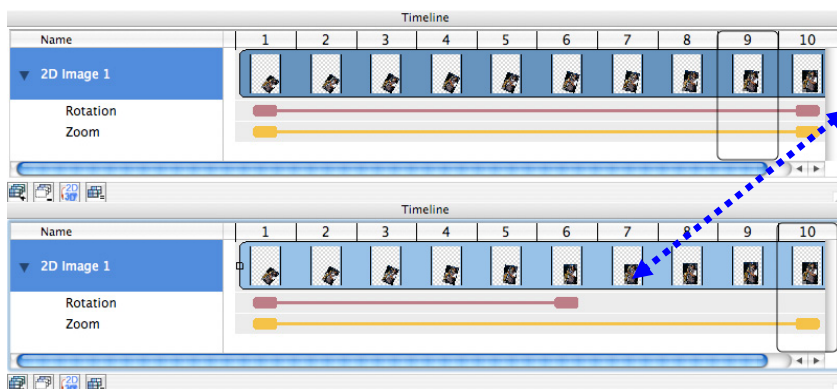 Timeline
Name 1 2 3 4 5 6 7 8 9 10
2D Image 1
Rotation
Zoom
Timeline
Name 1 2 3 4 5 6 7 8 9 10
2D Image 1
Rotation
Zoom